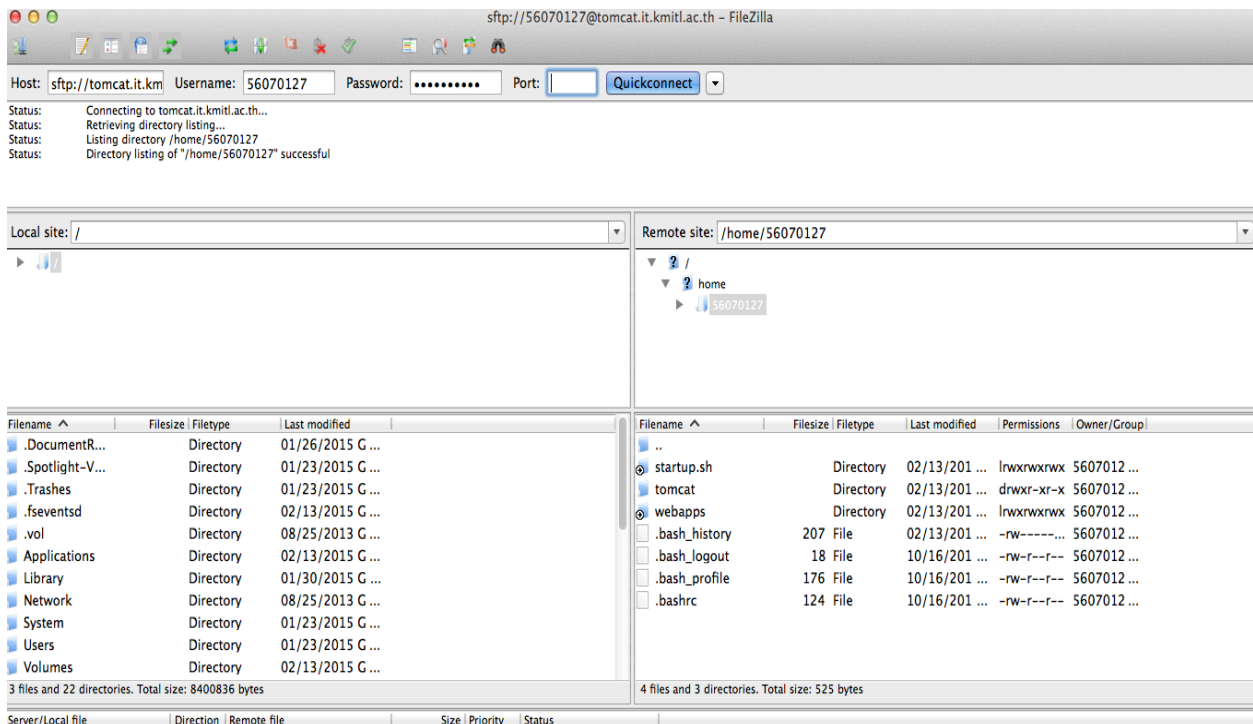 sftp://56070127@tomcat.it.kmitl.ac.th – FileZilla
Host: sftp://tomcat.it.km Username: 56070127 Password: •••••••••• Port: Quickconnect
Status: Connecting to tomcat.it.kmitl.ac.th...
Status: Retrieving directory listing...
Status: Listing directory /home/56070127
Status: Directory listing of "/home/56070127" successful
Local site: /
/
Remote site: /home/56070127
? /
? home
56070127
Filename Filesize Filetype Last modified
.DocumentR... Directory 01/26/2015 G ...
.Spotlight-V... Directory 01/23/2015 G ...
.Trashes Directory 01/23/2015 G ...
.fseventsd Directory 02/13/2015 G ...
.vol Directory 08/25/2013 G ...
Applications Directory 02/13/2015 G ...
Library Directory 01/30/2015 G ...
Network Directory 08/25/2013 G ...
System Directory 01/23/2015 G ...
Users Directory 01/23/2015 G ...
Volumes Directory 02/13/2015 G ...
3 files and 22 directories. Total size: 8400836 bytes
Filename Filesize Filetype Last modified Permissions Owner/Group
..
startup.sh Directory 02/13/201 ... lrwxrwxrwx 5607012 ...
tomcat Directory 02/13/201 ... drwxr-xr-x 5607012 ...
webapps Directory 02/13/201 ... lrwxrwxrwx 5607012 ...
.bash_history 207 File 02/13/201 ... -rw-----... 5607012 ...
.bash_logout 18 File 10/16/201 ... -rw-r--r-- 5607012 ...
.bash_profile 176 File 10/16/201 ... -rw-r--r-- 5607012 ...
.bashrc 124 File 10/16/201 ... -rw-r--r-- 5607012 ...
4 files and 3 directories. Total size: 525 bytes
Server/Local file Direction Remote file Size Priority Status